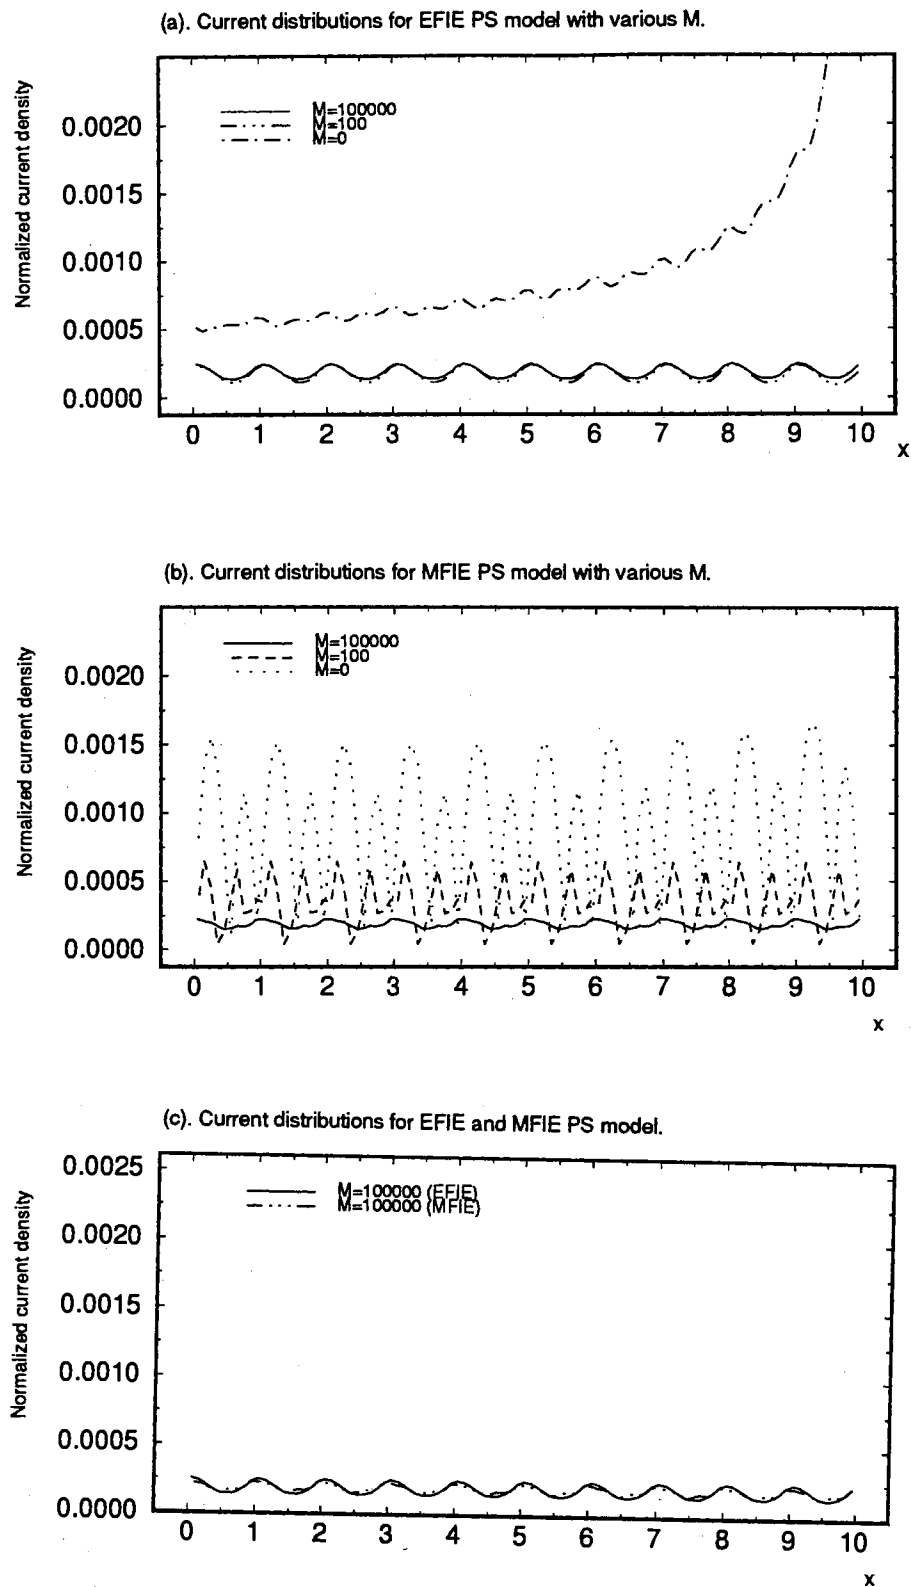 (a). Current distributions for EFIE PS model with various M.
Normalized current density
M=100000
M=100
M=0
0.0020
0.0015
0.0010
0.0005
0.0000
0 1 2 3 4 5 6 7 8 9 10
X
(b). Current distributions for MFIE PS model with various M.
Normalized current density
M=100000
M=100
M=0
0.0020
0.0015
0.0010
0.0005
0.0000
0 1 2 3 4 5 6 7 8 9 10
X
(c). Current distributions for EFIE and MFIE PS model.
Normalized current density
M=100000 (EFIE)
M=100000 (MFIE)
0.0025
0.0020
0.0015
0.0010
0.0005
0.0000
0 1 2 3 4 5 6 7 8 9 10
X